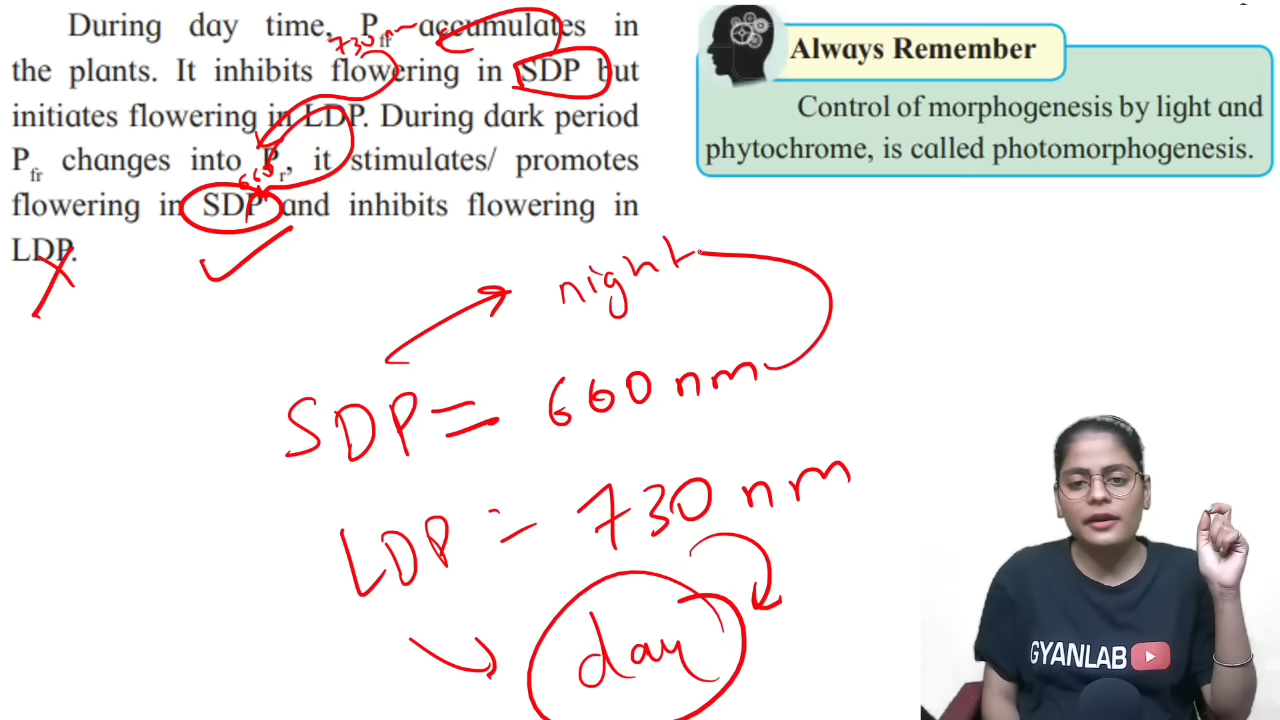 During day time, Pfr accumulates in
730 nm
the plants. It inhibits flowering in SDP but
initiates flowering in LDP. During dark period
Pfr changes into Pr, it stimulates/ promotes
660
flowering in SDP and inhibits flowering in
LDP.
Always Remember
Control of morphogenesis by light and
phytochrome, is called photomorphogenesis.
night
SDP = 660 nm
LDP - 730 nm
day
GYANLAB